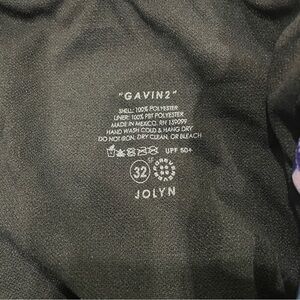 "GAVIN2"
SHELL: 100% POLYESTER
LINER: 100% PBT POLYESTER
MADE IN MEXICO, RN 139099
HAND WASH COLD & HANG DRY
DO NOT IRON, DRY CLEAN, OR BLEACH
UPF 50+
32
SF
JOLYN